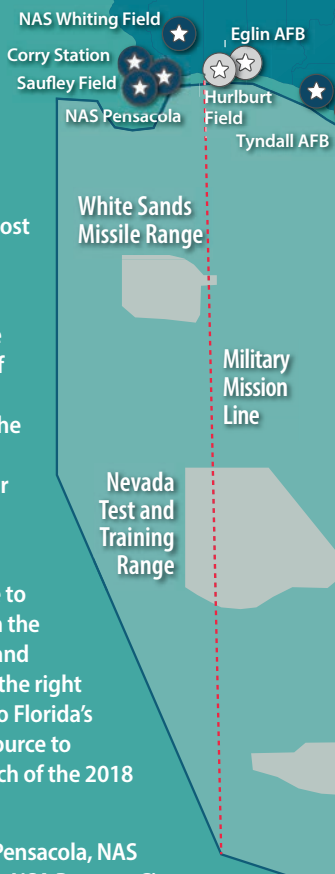 NAS Whiting Field
Eglin AFB
Corry Station
Saufley Field
Hurlburt
Field
NAS Pensacola
Tyndall AFB
White Sands
Missile Range
ost
Military
Mission
Line
he
r
Nevada
Test and
Training
Range
to
the
and
the right
o Florida's
ource to
ch of the 2018
Pensacola, NAS